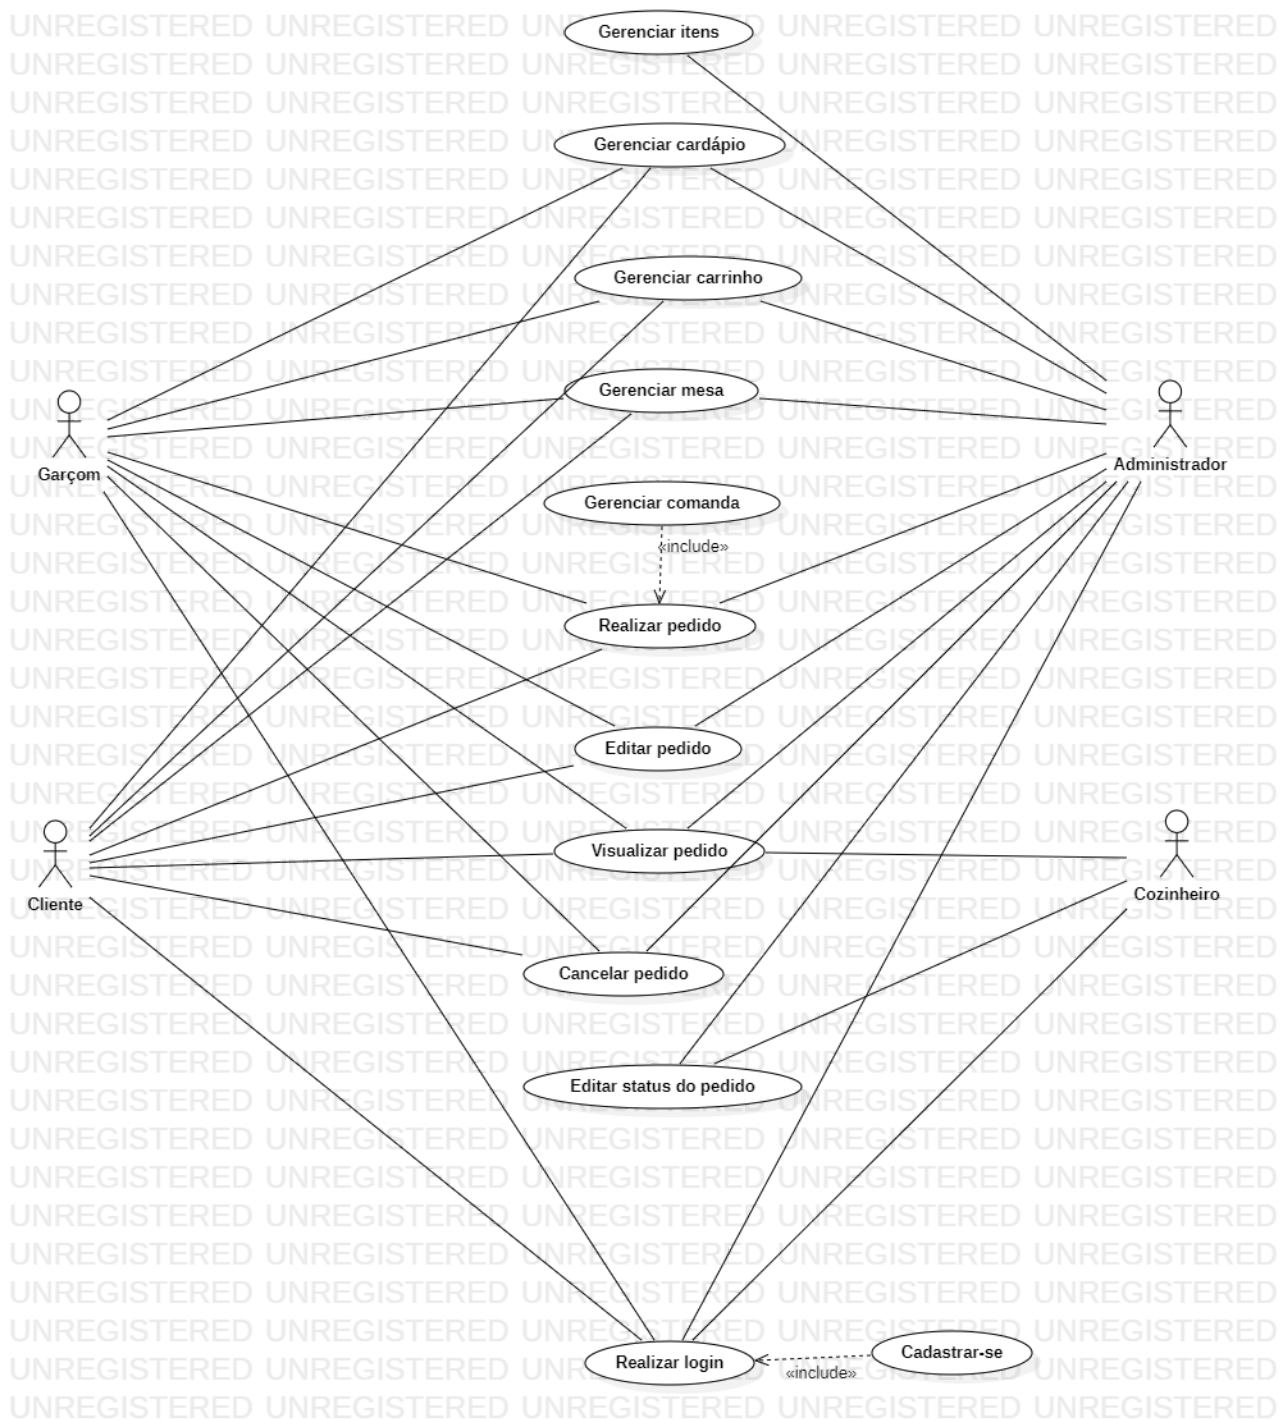 Gerenciar itens
Gerenciar cardápio
Gerenciar carrinho
Gerenciar mesa
Garçom
Administrador
Gerenciar comanda
«include»
Realizar pedido
Editar pedido
Visualizar pedido
Cliente
Cozinheiro
Cancelar pedido
Editar status do pedido
Realizar login
Cadastrar-se
«include»
UNREGISTERED